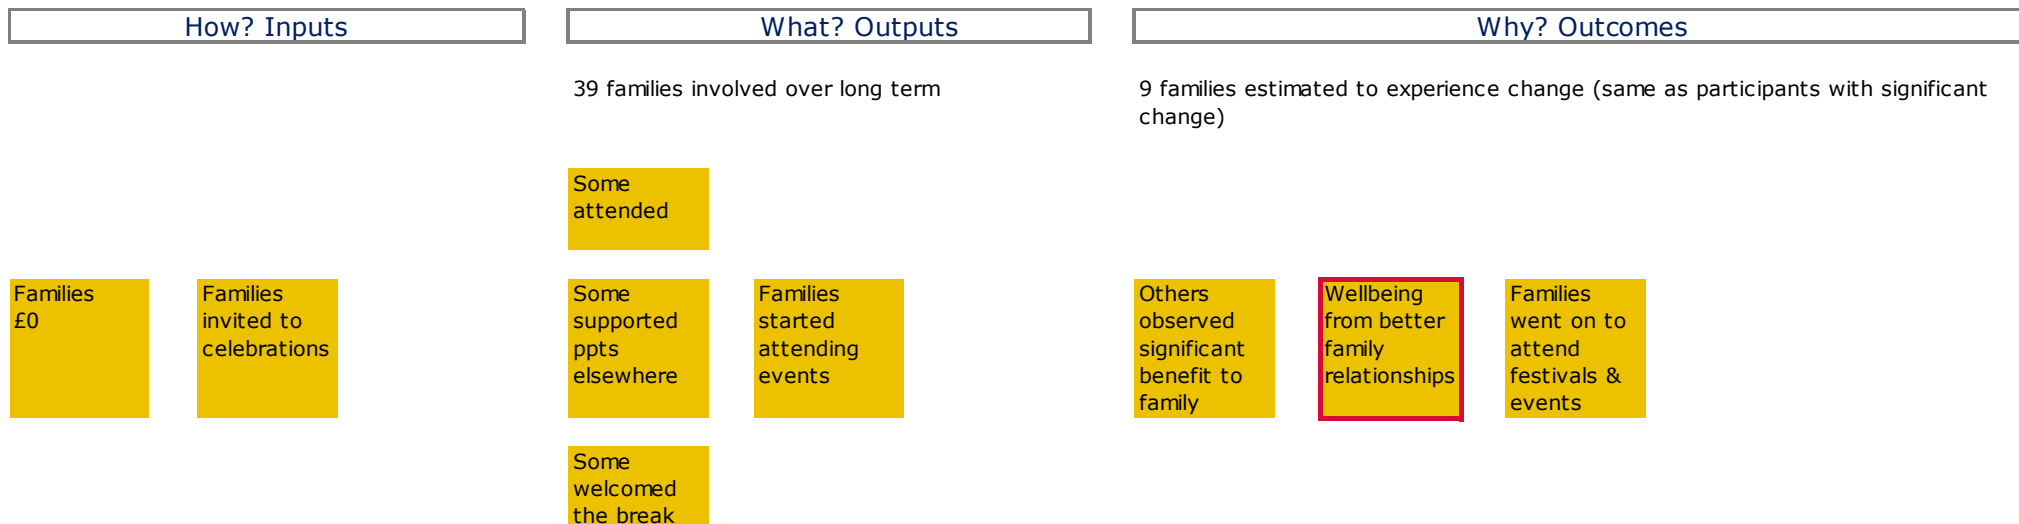 How? Inputs
What? Outputs
Why? Outcomes
39 families involved over long term
9 families estimated to experience change (same as participants with significant
change)
Some
attended
Families
£0
Families
invited to
celebrations
Some
supported
ppts
elsewhere
Families
started
attending
events
Others
observed
significant
benefit to
family
Wellbeing
from better
family
relationships
Families
went on to
attend
festivals &
events
Some
welcomed
the break